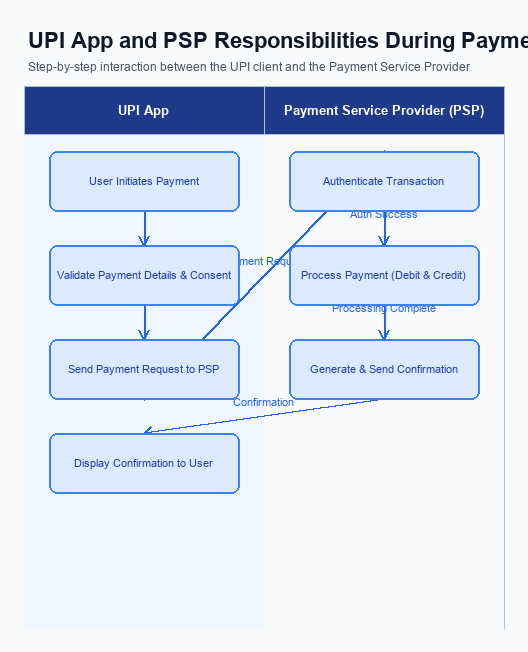 UPI App and PSP Responsibilities During
Step-by-step interaction between the UPI client and the Payment Service Provider
UPI App
Payment Service Provider (PSP)
User Initiates Payment
Authenticate Transaction
Auth Success
Validate Payment Details & Consent
Process Payment (Debit & Credit)
Processing Complete
Send Payment Request to PSP
Generate & Send Confirmation
Confirmation
Display Confirmation to User